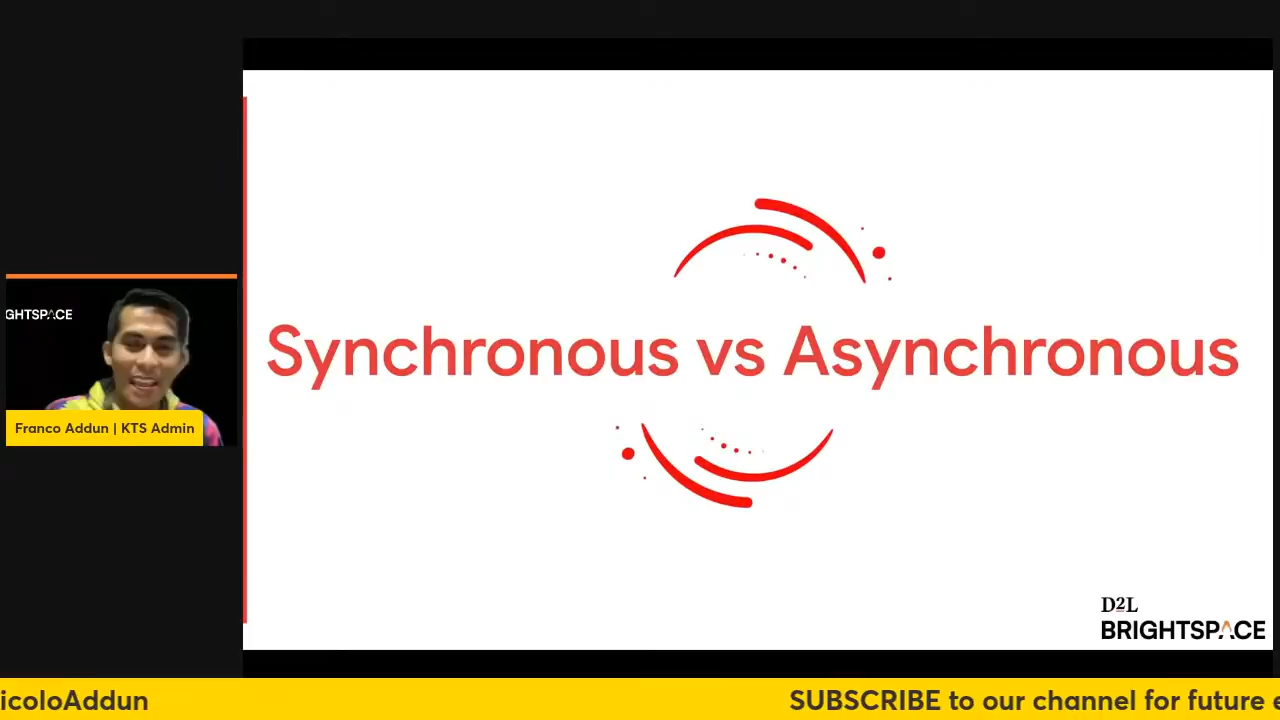 GHTSPACE
Franco Addun | KTS Admin
Synchronous vs Asynchronous
D2L
BRIGHTSPACE
icoloAddun
SUBSCRIBE to our channel for future e